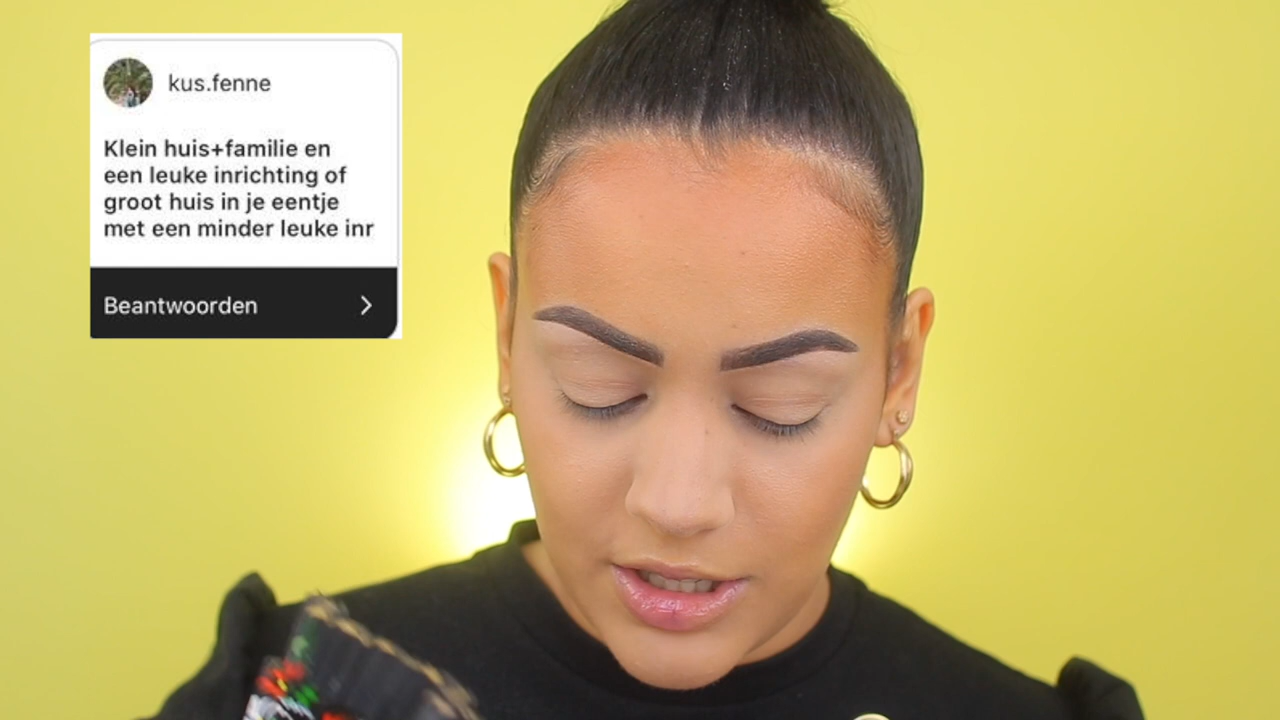 kus.fenne
Klein huis+familie en
een leuke inrichting of
groot huis in je eentje
met een minder leuke inr
Beantwoorden